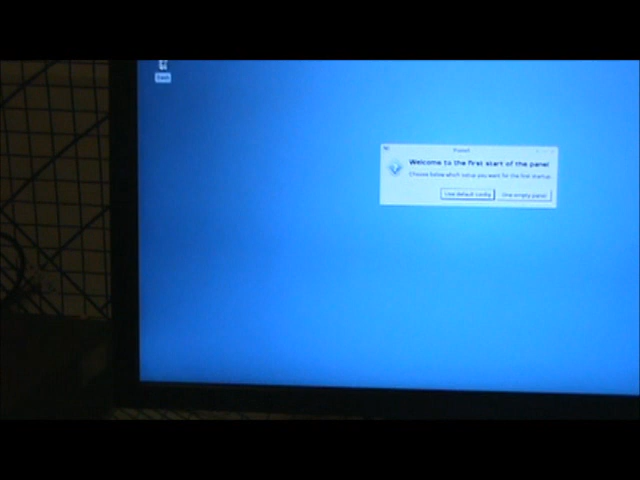 Panel
Welcome to the first start of the panel
Choose below which setup you want for the first startup.
Use default config
One empty panel